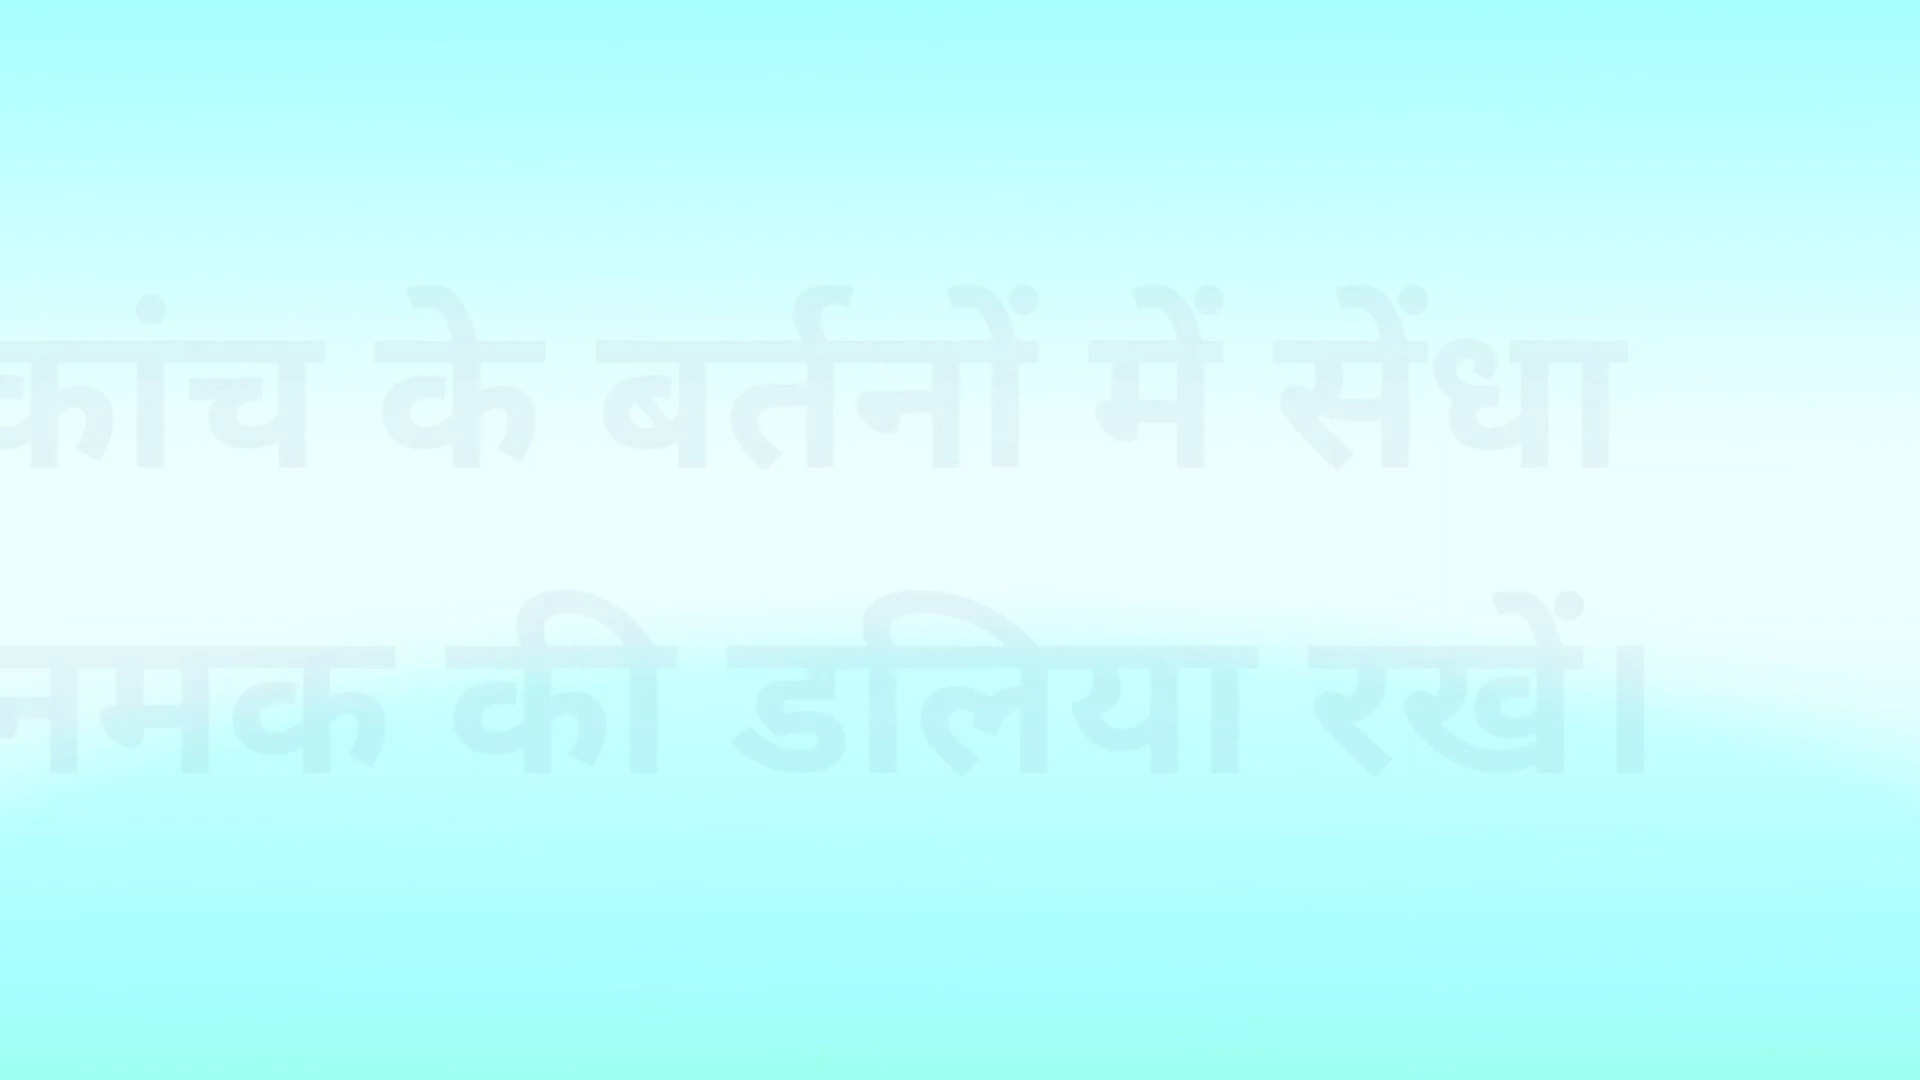 कांच के बर्तनों में सेंधा
नमक की डलिया रखें।